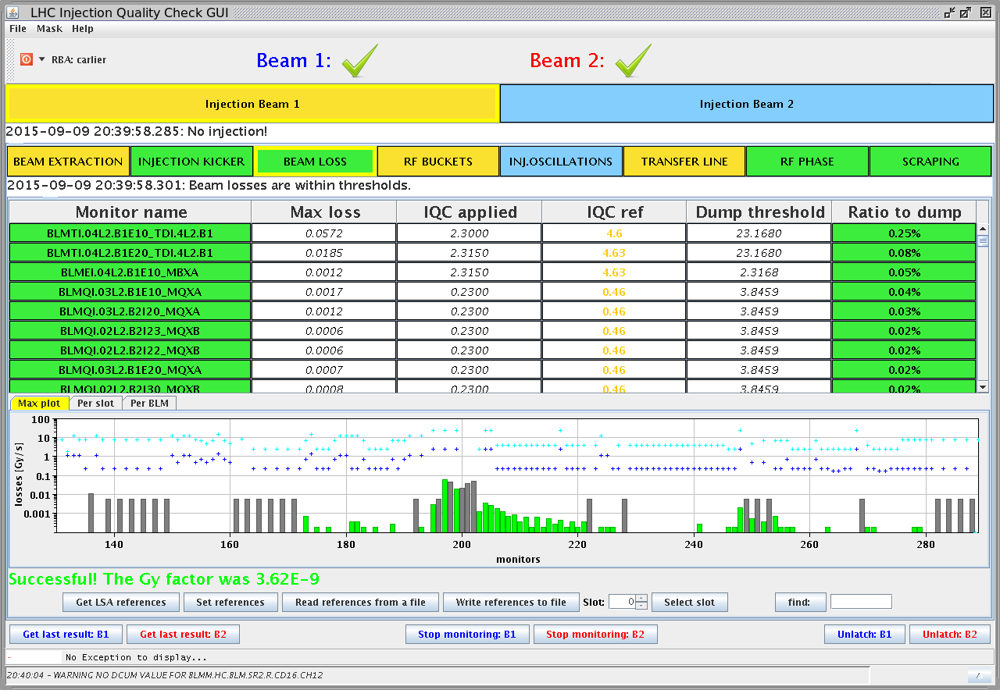 LHC Injection Quality Check GUI
File Mask Help
RBA: carlier
Beam 1: Beam 2:
Injection Beam 1 Injection Beam 2
2015-09-09 20:39:58.285: No injection!
BEAM EXTRACTION INJECTION KICKER BEAM LOSS RF BUCKETS INJ.OSCILLATIONS TRANSFER LINE RF PHASE SCRAPING
2015-09-09 20:39:58.301: Beam losses are within thresholds.
Monitor name Max loss IQC applied IQC ref Dump threshold Ratio to dump
BLMTI.04L2.B1E10_TDI.4L2.B1 0.0572 2.3000 4.6 23.1680 0.25%
BLMTI.04L2.B1E20_TDI.4L2.B1 0.0185 2.3150 4.63 23.1680 0.08%
BLMEI.04L2.B1E10_MBXA 0.0012 2.3150 4.63 2.3168 0.05%
BLMQI.03L2.B1E10_MQXA 0.0017 0.2300 0.46 3.8459 0.04%
BLMQI.03L2.B2I20_MQXA 0.0012 0.2300 0.46 3.8459 0.03%
BLMQI.02L2.B2I23_MQXB 0.0006 0.2300 0.46 3.8459 0.02%
BLMQI.02L2.B2I22_MQXB 0.0006 0.2300 0.46 3.8459 0.02%
BLMQI.03L2.B1E20_MQXA 0.0007 0.2300 0.46 3.8459 0.02%
BLMQI.02L2.B2I30_MQXB 0.0008 0.2300 0.46 3.8459 0.02%
Max plot Per slot Per BLM
100
10
1
0.1
0.01
0.001
losses [Gy/s]
140 160 180 200 220 240 260 280
monitors
Successful! The Gy factor was 3.62E-9
Get LSA references Set references Read references from a file Write references to file Slot: 0 Select slot find:
Get last result: B1 Get last result: B2 Stop monitoring: B1 Stop monitoring: B2 Unlatch: B1 Unlatch: B2
- No Exception to display...
20:40:04 - WARNING NO DCUM VALUE FOR BLMM.HC.BLM.SR2.R.CD16.CH12